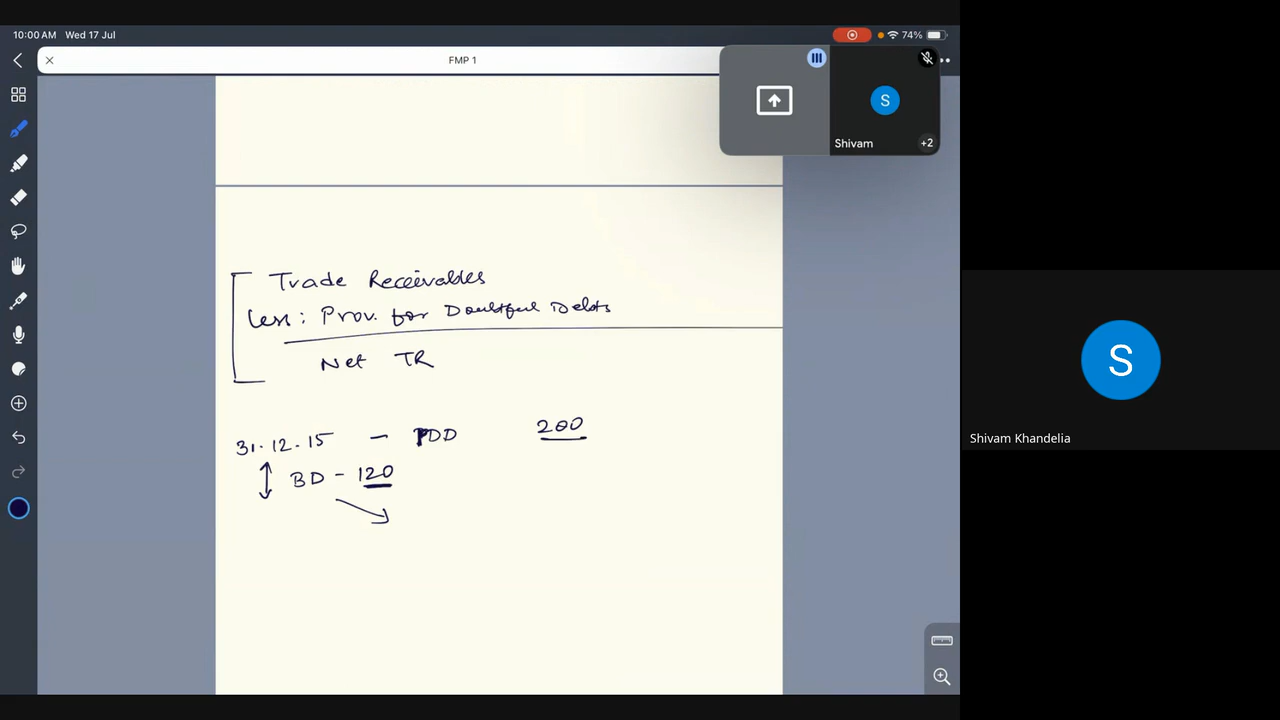 10:00 AM Wed 17 Jul
74%
FMP 1
S
Shivam
+2
Trade Receivables
Less: Prov. for Doubtful Debts
Net TR
31.12.15 - PDD 200
BD - 120
S
Shivam Khandelia